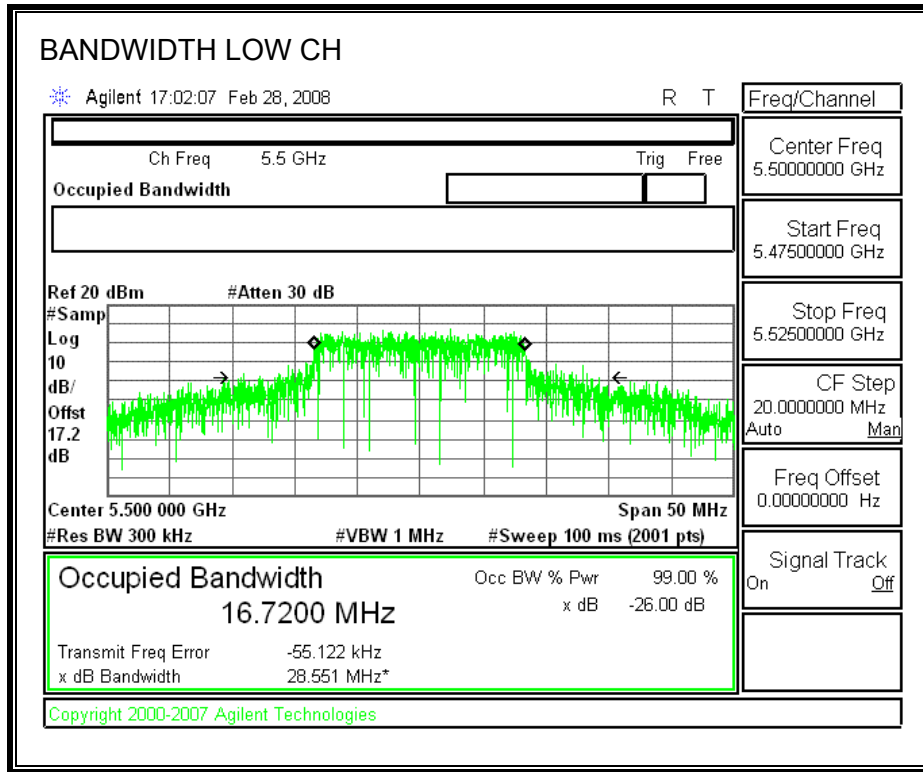 BANDWIDTH LOW CH
Agilent 17:02:07 Feb 28, 2008 R T
Freq/Channel
Ch Freq 5.5 GHz Trig Free
Occupied Bandwidth
Center Freq
5.50000000 GHz
Start Freq
5.47500000 GHz
Stop Freq
5.52500000 GHz
CF Step
20.0000000 MHz
Auto Man
Freq Offset
0.00000000 Hz
Signal Track
On Off
Ref 20 dBm #Atten 30 dB
#Samp
Log
10
dB/
Offst
17.2
dB
Center 5.500 000 GHz Span 50 MHz
#Res BW 300 kHz #VBW 1 MHz #Sweep 100 ms (2001 pts)
Occupied Bandwidth Occ BW % Pwr 99.00 %
16.7200 MHz x dB -26.00 dB
Transmit Freq Error -55.122 kHz
x dB Bandwidth 28.551 MHz*
Copyright 2000-2007 Agilent Technologies